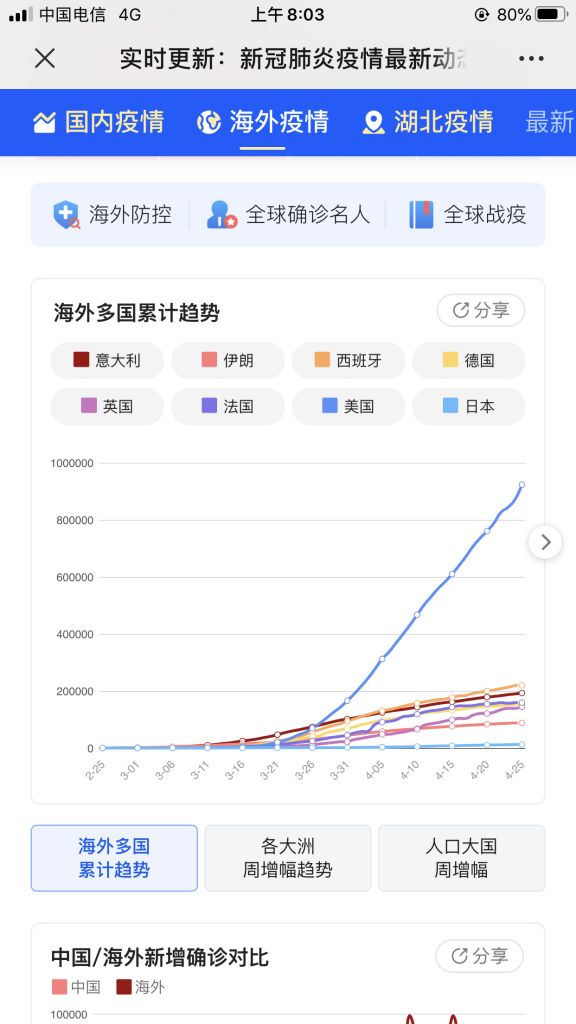 中国电信 4G 上午8:03 80%
实时更新：新冠肺炎疫情最新动
国内疫情 海外疫情 湖北疫情 最新
海外防控 全球确诊名人 全球战疫
海外多国累计趋势 分享
意大利 伊朗 西班牙 德国
英国 法国 美国 日本
1000000
800000
600000
400000
200000
0
2-25 3-01 3-06 3-11 3-16 3-21 3-26 3-31 4-05 4-10 4-15 4-20 4-25
海外多国 各大洲 人口大国
累计趋势 周增幅趋势 周增幅
中国/海外新增确诊对比 分享
中国 海外
100000